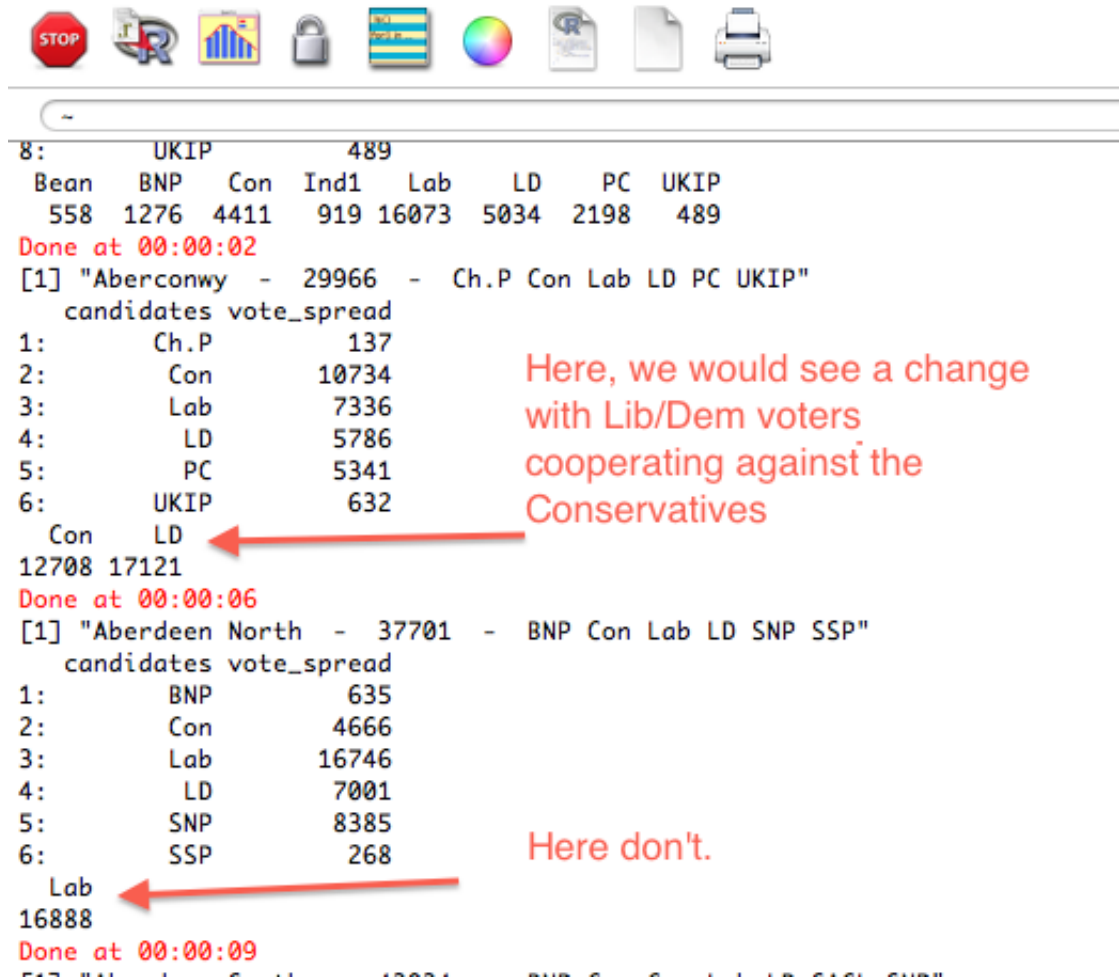 STOP
R
R
~
8: UKIP 489
Bean BNP Con Ind1 Lab LD PC UKIP
558 1276 4411 919 16073 5034 2198 489
Done at 00:00:02
[1] "Aberconwy - 29966 - Ch.P Con Lab LD PC UKIP"
candidates vote_spread
1: Ch.P 137
2: Con 10734
3: Lab 7336
4: LD 5786
5: PC 5341
6: UKIP 632
Con LD
12708 17121
Here, we would see a change
with Lib/Dem voters
cooperating against the
Conservatives
Done at 00:00:06
[1] "Aberdeen North - 37701 - BNP Con Lab LD SNP SSP"
candidates vote_spread
1: BNP 635
2: Con 4666
3: Lab 16746
4: LD 7001
5: SNP 8385
6: SSP 268
Lab
16888
Here don't.
Done at 00:00:09